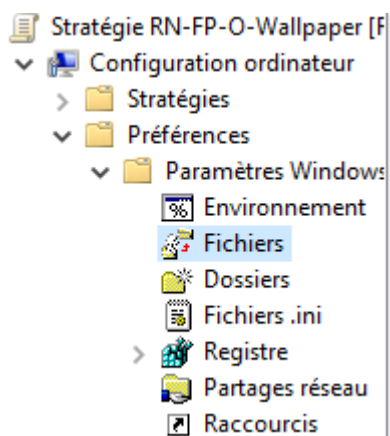 Stratégie RN-FP-O-Wallpaper [F
Configuration ordinateur
Stratégies
Préférences
Paramètres Windows
Environnement
Fichiers
Dossiers
Fichiers .ini
Registre
Partages réseau
Raccourcis